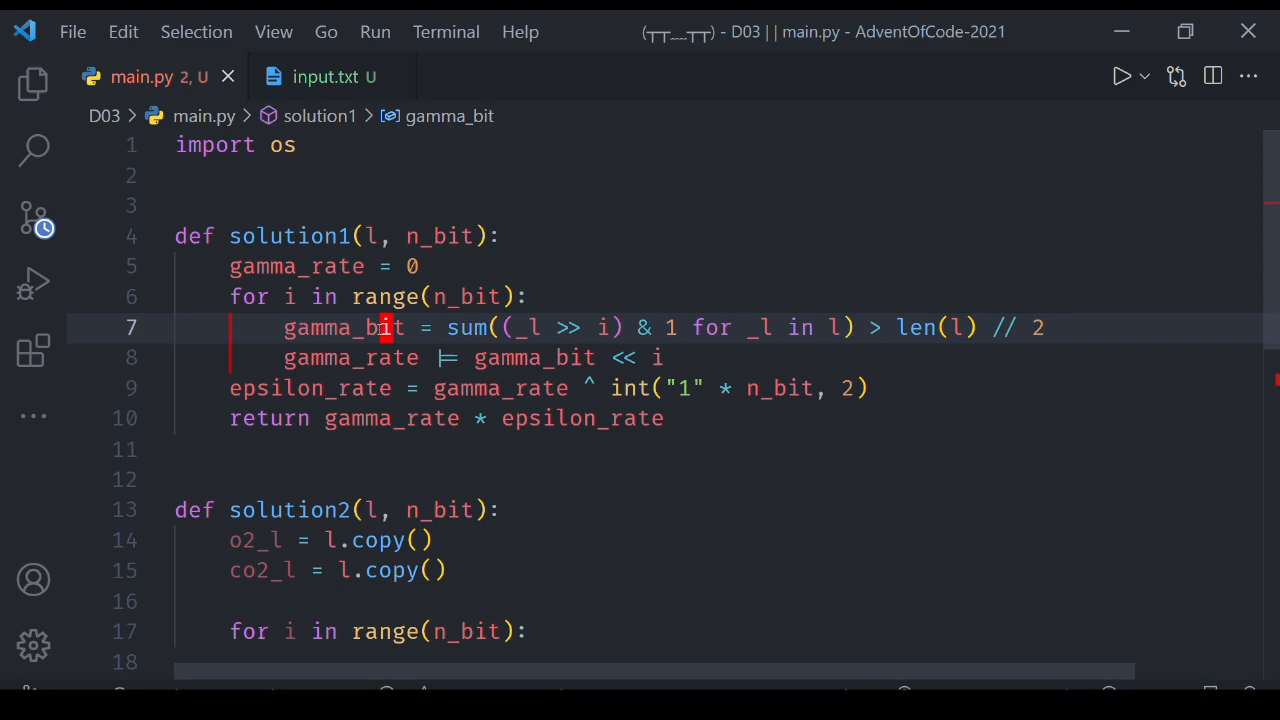 File Edit Selection View Go Run Terminal Help (┬┬﹏┬┬) - D03 || main.py - AdventOfCode-2021
main.py 2, U input.txt U
D03 > main.py > solution1 > gamma_bit
1 import os
2
3
4 def solution1(l, n_bit):
5     gamma_rate = 0
6     for i in range(n_bit):
7         gamma_bit = sum((_l >> i) & 1 for _l in l) > len(l) // 2
8         gamma_rate |= gamma_bit << i
9     epsilon_rate = gamma_rate ^ int("1" * n_bit, 2)
10     return gamma_rate * epsilon_rate
11
12
13 def solution2(l, n_bit):
14     o2_l = l.copy()
15     co2_l = l.copy()
16
17     for i in range(n_bit):
18